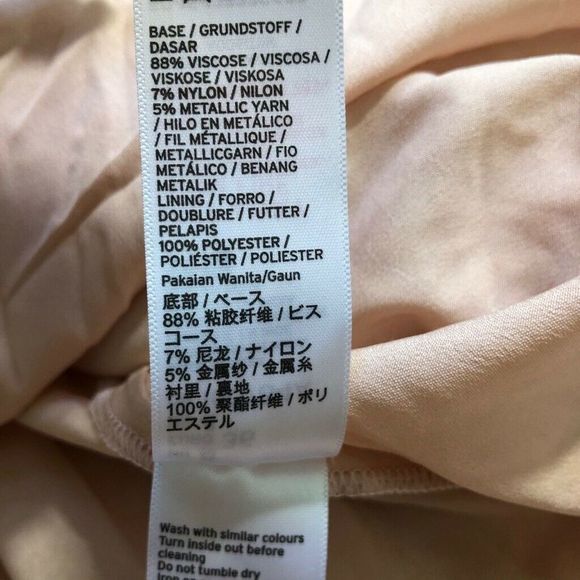 BASE / GRUNDSTOFF /
DASAR
88% VISCOSE / VISCOSA /
VISKOSE / VISKOSA
7% NYLON / NILON
5% METALLIC YARN
/ HILO EN METÁLICO
/ FIL MÉTALLIQUE /
METALLICGARN / FIO
METÁLICO / BENANG
METALIK
LINING / FORRO /
DOUBLURE / FUTTER /
PELAPIS
100% POLYESTER /
POLIÉSTER / POLIESTER
Pakaian Wanita/Gaun
底部 / ベース
88% 粘胶纤维 / ビス
コース
7% 尼龙 / ナイロン
5% 金属纱 / 金属糸
衬里 / 裏地
100% 聚酯纤维 / ポリ
エステル
Wash with similar colours
Turn inside out before
cleaning
Do not tumble dry